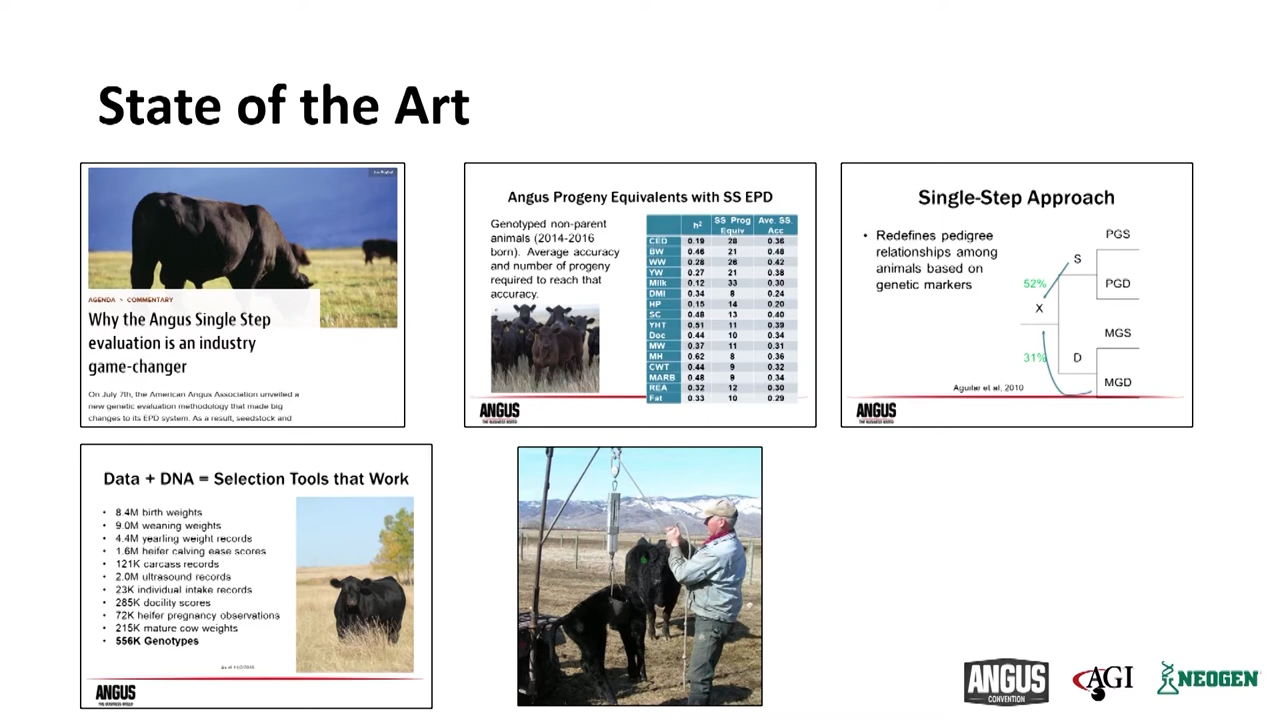 State of the Art
AGENDA > COMMENTARY
Why the Angus Single Step
evaluation is an industry
game-changer
On July 7th, the American Angus Association unveiled a
new genetic evaluation methodology that made big
changes to its EPD system. As a result, seedstock and
Angus Progeny Equivalents with SS EPD
Genotyped non-parent
animals (2014-2016
born). Average accuracy
and number of progeny
required to reach that
accuracy.
h² SS Prog Equiv Ave. SS. Acc
CED 0.19 28 0.36
BW 0.46 21 0.48
WW 0.28 26 0.42
YW 0.27 21 0.38
Milk 0.12 33 0.30
DMI 0.34 8 0.24
HP 0.15 14 0.20
SC 0.48 13 0.40
YHT 0.51 11 0.39
Doc 0.44 10 0.34
MW 0.37 11 0.31
MH 0.62 8 0.36
CWT 0.44 9 0.32
MARB 0.48 9 0.34
REA 0.32 12 0.30
Fat 0.33 10 0.29
ANGUS
THE BUSINESS BREED
Single-Step Approach
• Redefines pedigree
relationships among
animals based on
genetic markers
PGS
S
52%
PGD
X
MGS
31%
D
MGD
Aguilar et al, 2010
ANGUS
THE BUSINESS BREED
Data + DNA = Selection Tools that Work
• 8.4M birth weights
• 9.0M weaning weights
• 4.4M yearling weight records
• 1.6M heifer calving ease scores
• 121K carcass records
• 2.0M ultrasound records
• 23K individual intake records
• 285K docility scores
• 72K heifer pregnancy observations
• 215K mature cow weights
• 556K Genotypes
ANGUS
THE BUSINESS BREED
ANGUS
CONVENTION
AGI
NEOGEN